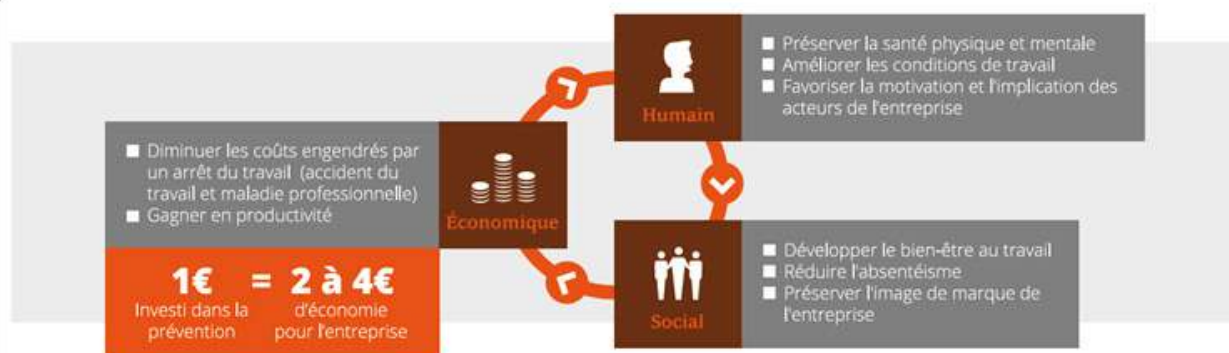 Préserver la santé physique et mentale
Améliorer les conditions de travail
Favoriser la motivation et l'implication des
acteurs de l'entreprise
Humain
Diminuer les coûts engendrés par
un arrêt du travail (accident du
travail et maladie professionnelle)
Gagner en productivité
Économique
1€ = 2 à 4€
Investi dans la d'économie
prévention pour l'entreprise
Développer le bien-être au travail
Réduire l'absentéisme
Préserver l'image de marque de
l'entreprise
Social